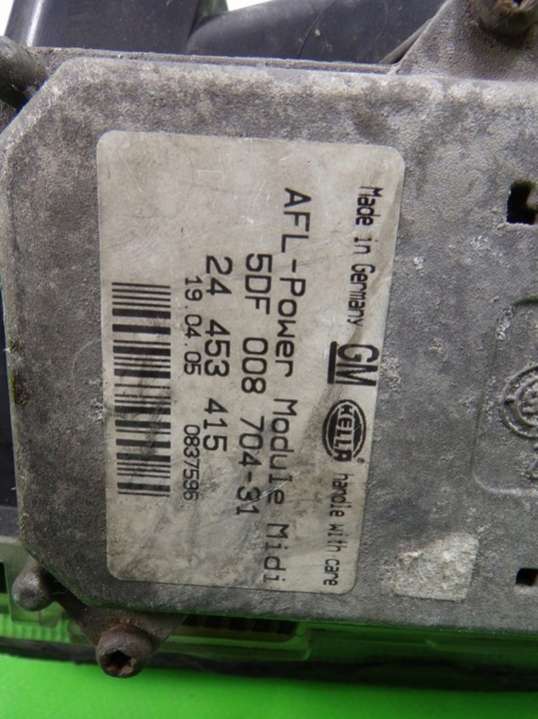 Made in Germany GM HELLA handle with care
AFL-Power Module Midi
5DF 008 704-31
24 453 415
19.04.05 0837596